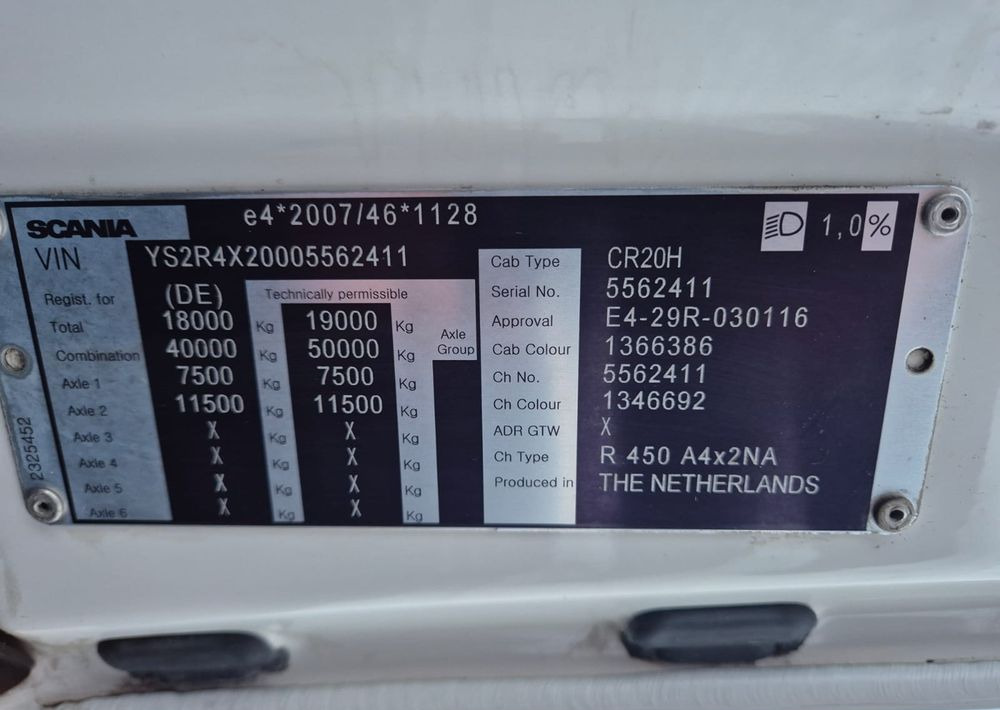 SCANIA e4*2007/46*1128 1,0%
VIN YS2R4X20005562411
Cab Type CR20H
Serial No. 5562411
Approval E4-29R-030116
Cab Colour 1366386
Ch No. 5562411
Ch Colour 1346692
ADR GTW X
Ch Type R 450 A4x2NA
Produced in THE NETHERLANDS
Regist. for (DE) Technically permissible
Total 18000 Kg 19000 Kg Axle Group
Combination 40000 Kg 50000 Kg
Axle 1 7500 Kg 7500 Kg
Axle 2 11500 Kg 11500 Kg
Axle 3 X Kg X Kg
Axle 4 X Kg X Kg
Axle 5 X Kg X Kg
Axle 6 X Kg X Kg
2325452